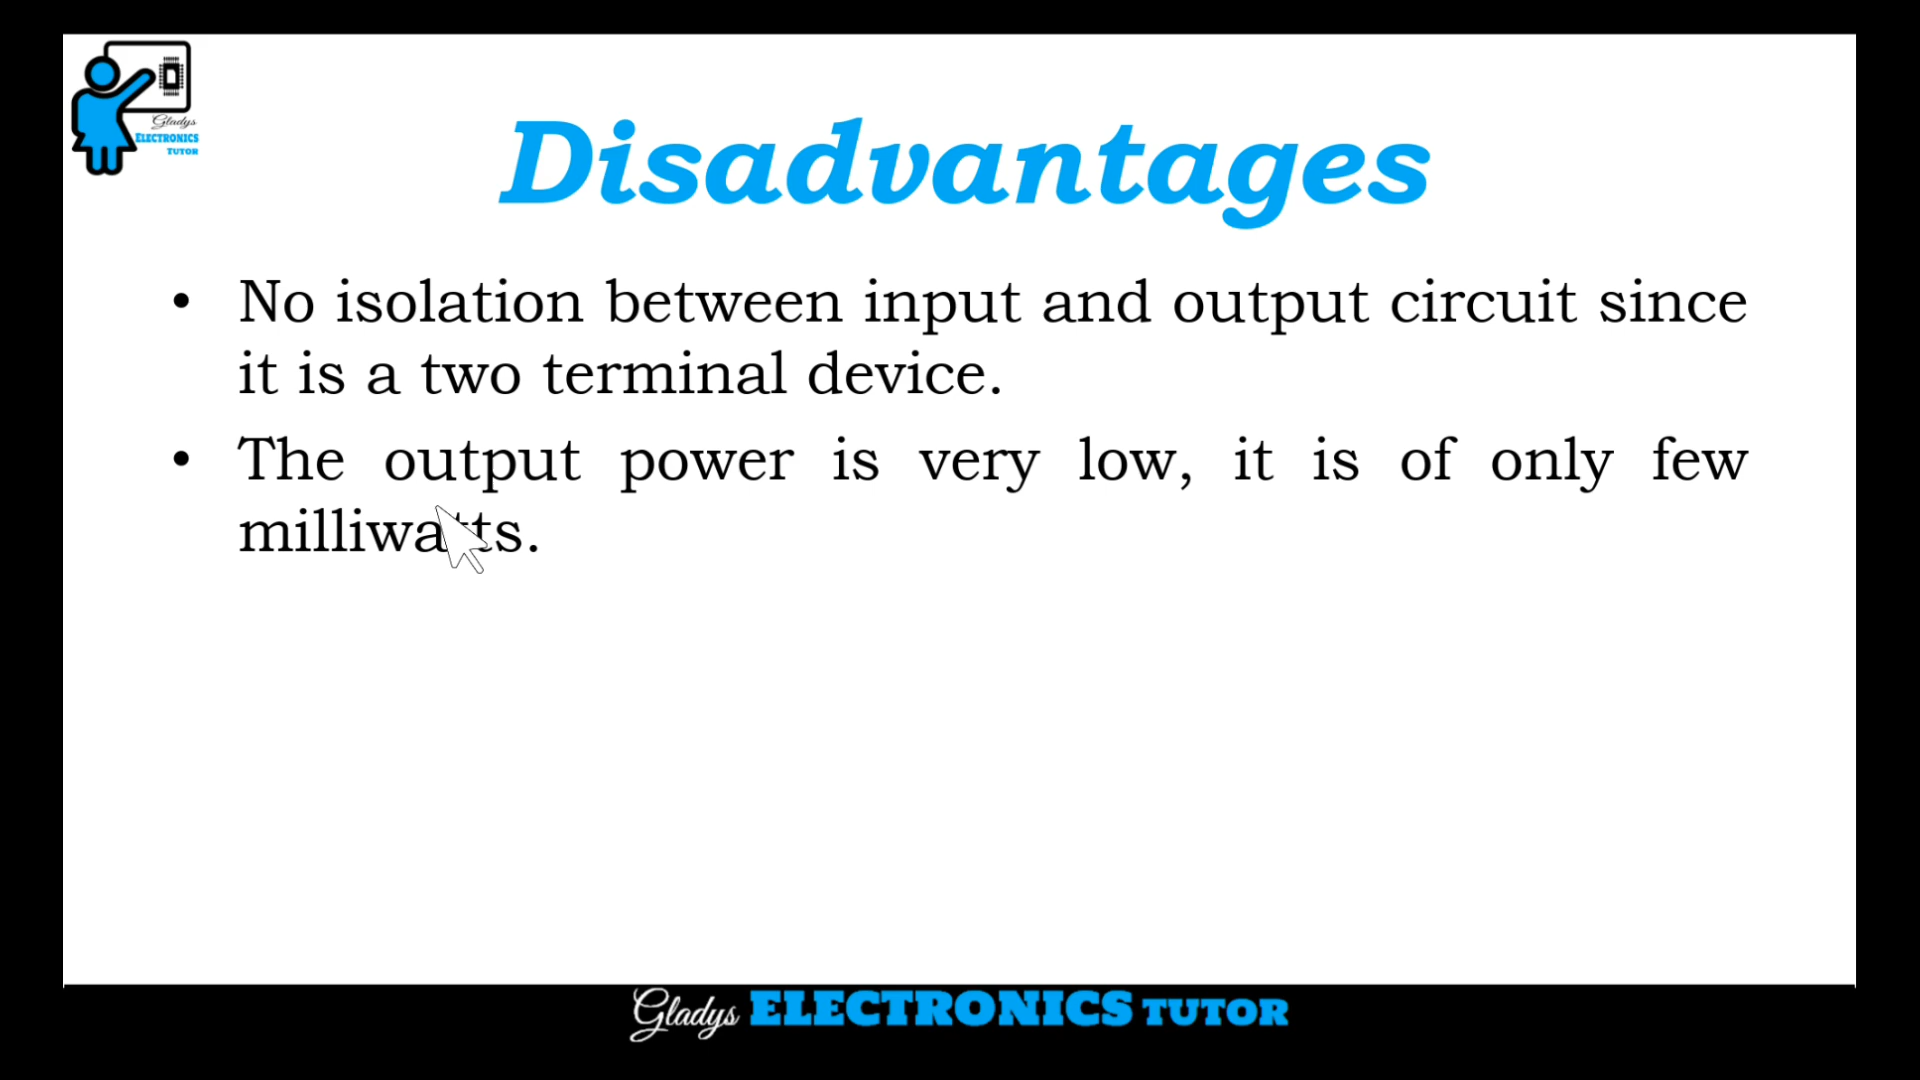 Gladys
ELECTRONICS
TUTOR
Disadvantages
• No isolation between input and output circuit since
it is a two terminal device.
• The output power is very low, it is of only few
milliwatts.
Gladys ELECTRONICS TUTOR